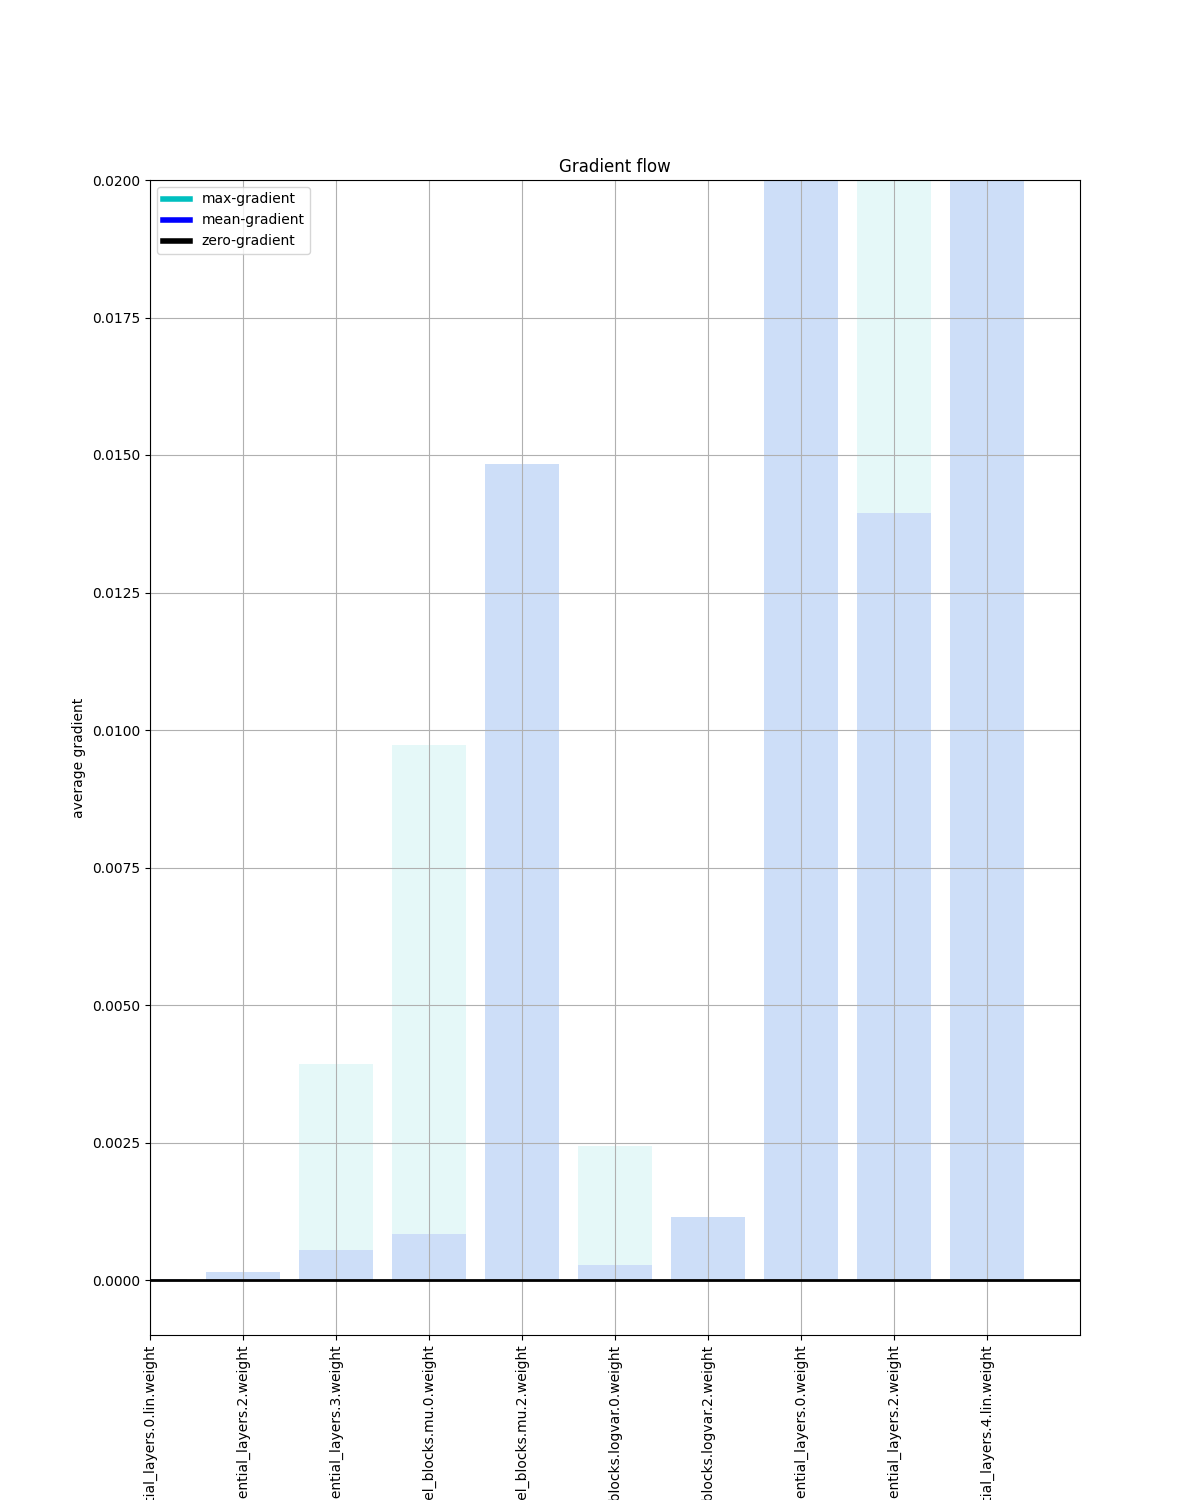 Gradient flow
max-gradient
mean-gradient
zero-gradient
0.0200
0.0175
0.0150
0.0125
0.0100
0.0075
0.0050
0.0025
0.0000
average gradient
tial_layers.0.lin.weight
ential_layers.2.weight
ential_layers.3.weight
el_blocks.mu.0.weight
el_blocks.mu.2.weight
blocks.logvar.0.weight
blocks.logvar.2.weight
ential_layers.0.weight
ential_layers.2.weight
tial_layers.4.lin.weight